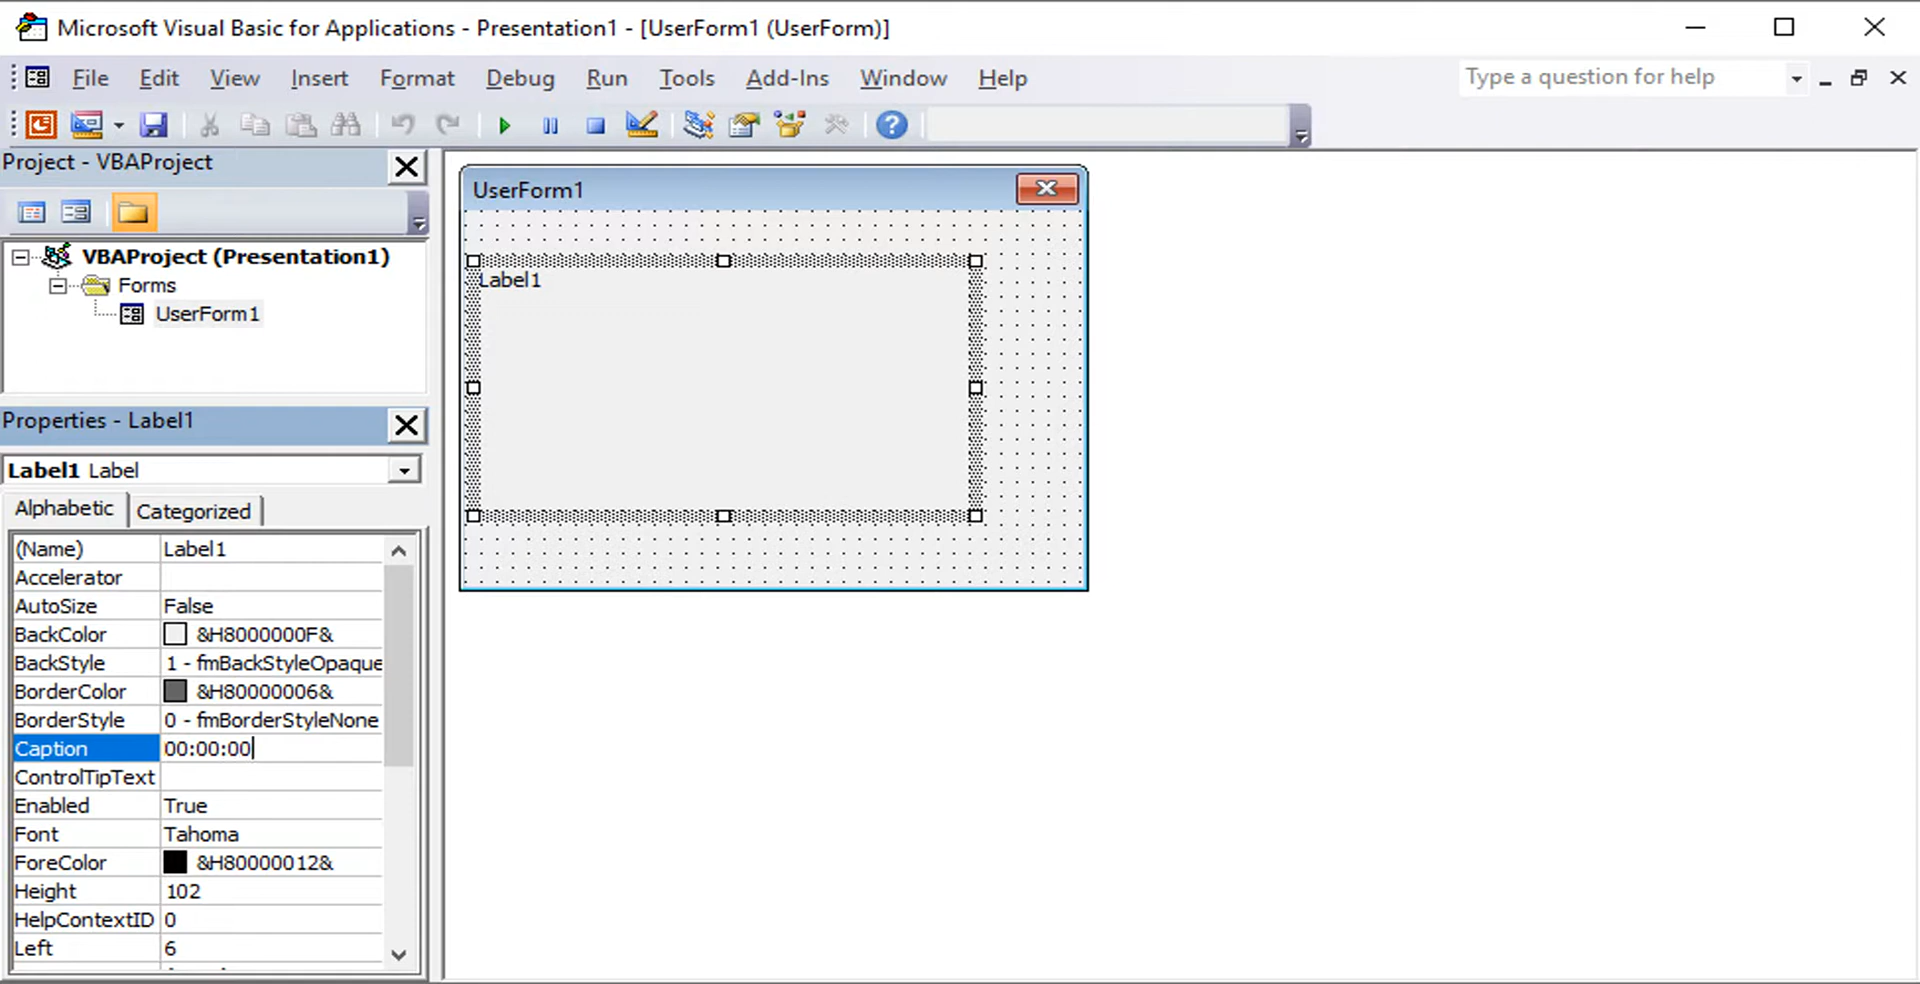 Microsoft Visual Basic for Applications - Presentation1 - [UserForm1 (UserForm)]
File Edit View Insert Format Debug Run Tools Add-Ins Window Help Type a question for help
Project - VBAProject
VBAProject (Presentation1)
Forms
UserForm1
Properties - Label1
Label1 Label
Alphabetic Categorized
(Name) Label1
Accelerator
AutoSize False
BackColor &H8000000F&
BackStyle 1 - fmBackStyleOpaque
BorderColor &H80000006&
BorderStyle 0 - fmBorderStyleNone
Caption 00:00:00
ControlTipText
Enabled True
Font Tahoma
ForeColor &H80000012&
Height 102
HelpContextID 0
Left 6
UserForm1
Label1